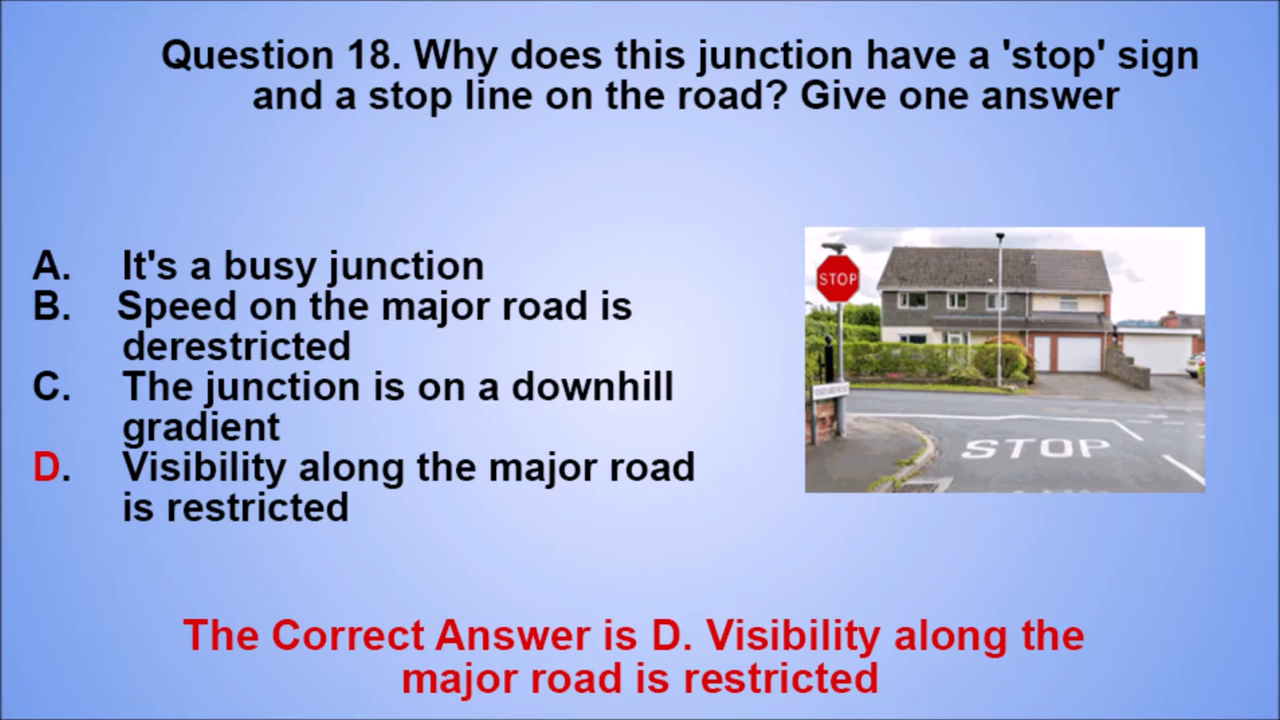 Question 18. Why does this junction have a 'stop' sign
and a stop line on the road? Give one answer
A. It's a busy junction
B. Speed on the major road is
derestricted
C. The junction is on a downhill
gradient
D. Visibility along the major road
is restricted
STOP
STOP
The Correct Answer is D. Visibility along the
major road is restricted